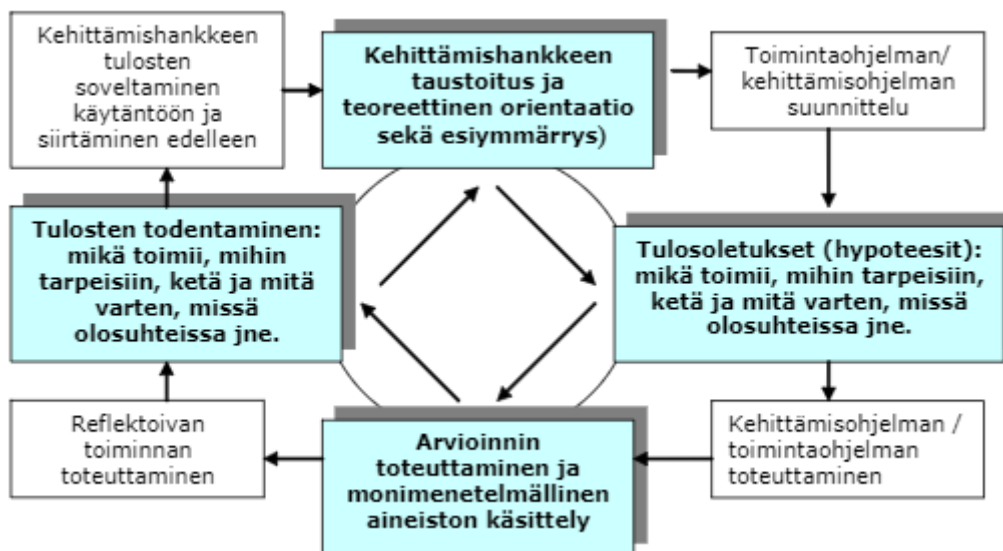 Kehittämishankkeen
tulosten
soveltaminen
käytäntöön ja
siirtäminen edelleen
Kehittämishankkeen
taustoitus ja
teoreettinen orientaatio
sekä esiymmärrys)
Toimintaohjelman/
kehittämisohjelman
suunnittelu
Tulosten todentaminen:
mikä toimii, mihin
tarpeisiin, ketä ja mitä
varten, missä
olosuhteissa jne.
Tulosoletukset (hypoteesit):
mikä toimii, mihin tarpeisiin,
ketä ja mitä varten, missä
olosuhteissa jne.
Reflektoivan
toiminnan
toteuttaminen
Arvioinnin
toteuttaminen ja
monimenetelmällinen
aineiston käsittely
Kehittämisohjelman /
toimintaohjelman
toteuttaminen